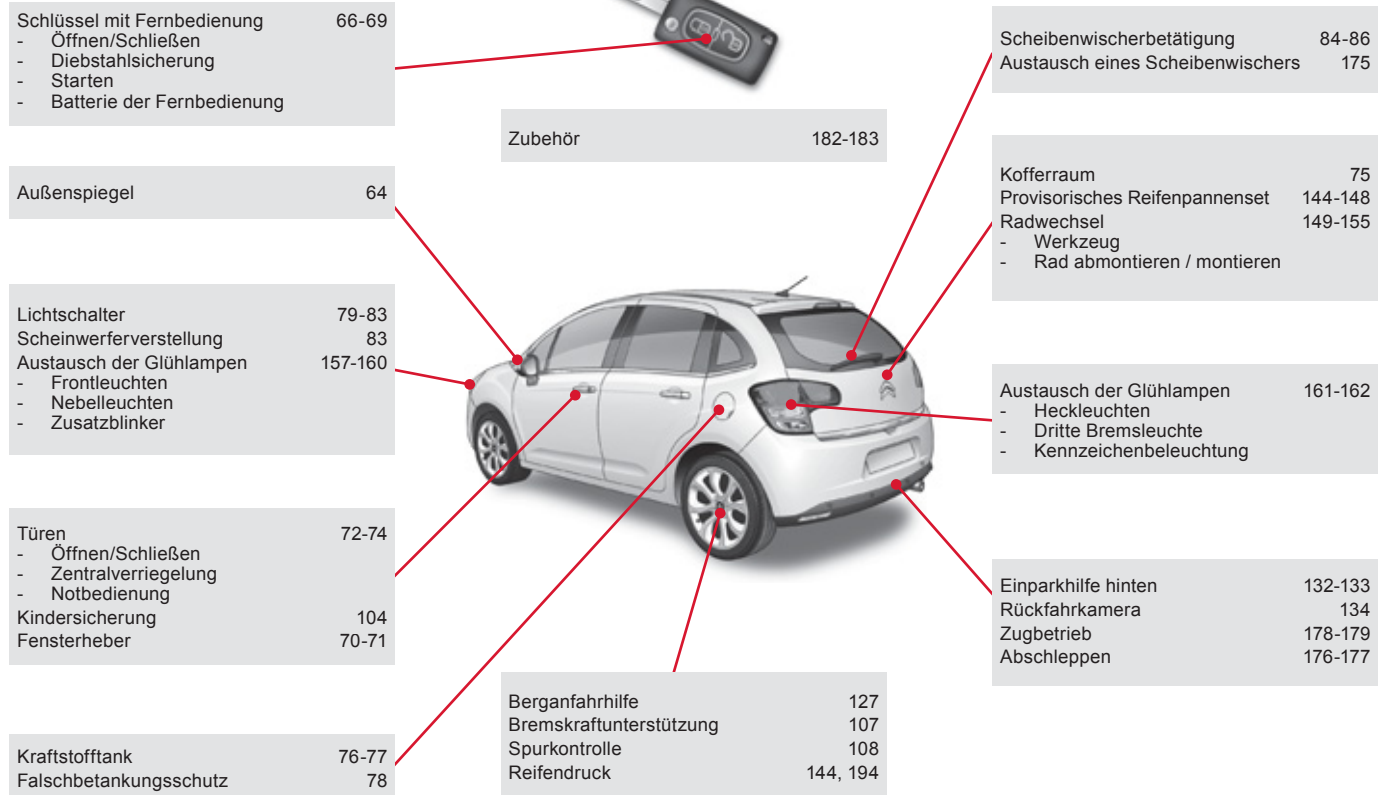 Schlüssel mit Fernbedienung 66-69
- Öffnen/Schließen
- Diebstahlsicherung
- Starten
- Batterie der Fernbedienung
Außenspiegel 64
Lichtschalter 79-83
Scheinwerferverstellung 83
Austausch der Glühlampen 157-160
- Frontleuchten
- Nebelleuchten
- Zusatzblinker
Türen 72-74
- Öffnen/Schließen
- Zentralverriegelung
- Notbedienung
Kindersicherung 104
Fensterheber 70-71
Kraftstofftank 76-77
Falschbetankungsschutz 78
Zubehör 182-183
Berganfahrhilfe 127
Bremskraftunterstützung 107
Spurkontrolle 108
Reifendruck 144, 194
Scheibenwischerbetätigung 84-86
Austausch eines Scheibenwischers 175
Kofferraum 75
Provisorisches Reifenpannenset 144-148
Radwechsel 149-155
- Werkzeug
- Rad abmontieren / montieren
Austausch der Glühlampen 161-162
- Heckleuchten
- Dritte Bremsleuchte
- Kennzeichenbeleuchtung
Einparkhilfe hinten 132-133
Rückfahrkamera 134
Zugbetrieb 178-179
Abschleppen 176-177